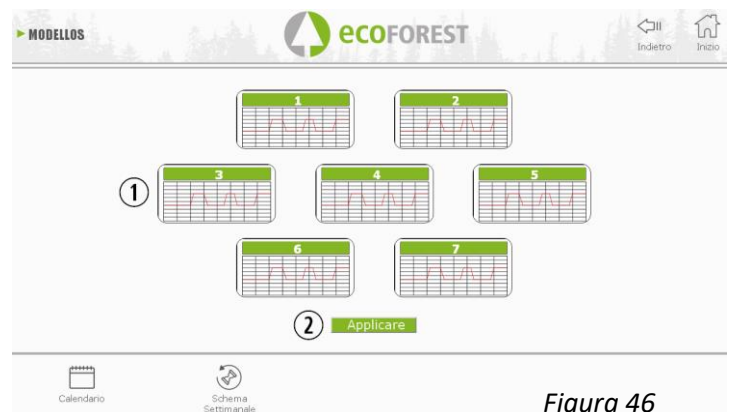 MODELLOS
ecoFOREST
Indietro
Inizio
1
2
1
3
4
5
6
7
2
Applicare
Calendario
Schema
Settimanale
Figura 46